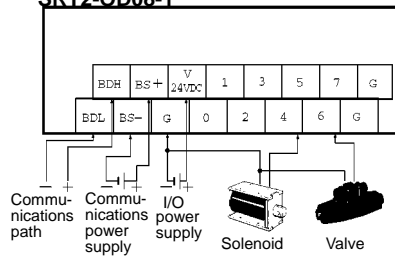 SRT2-OD08-1
BDH BS+ V 24VDC 1 3 5 7 G
BDL BS− G 0 2 4 6 G
− + − + − +
Commu-
nications
path
Commu-
nications
power
supply
I/O
power
supply
Solenoid
Valve